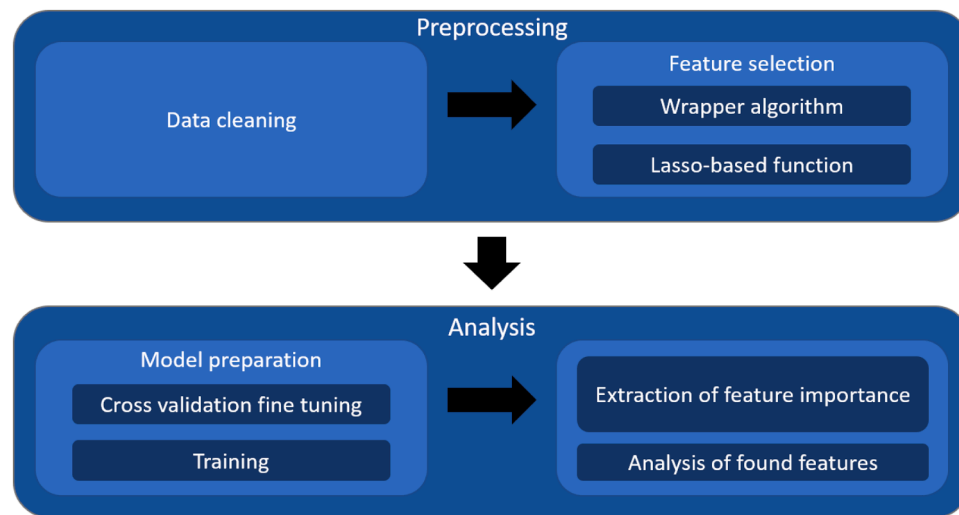 Preprocessing
Data cleaning
Feature selection
Wrapper algorithm
Lasso-based function
Analysis
Model preparation
Cross validation fine tuning
Training
Extraction of feature importance
Analysis of found features